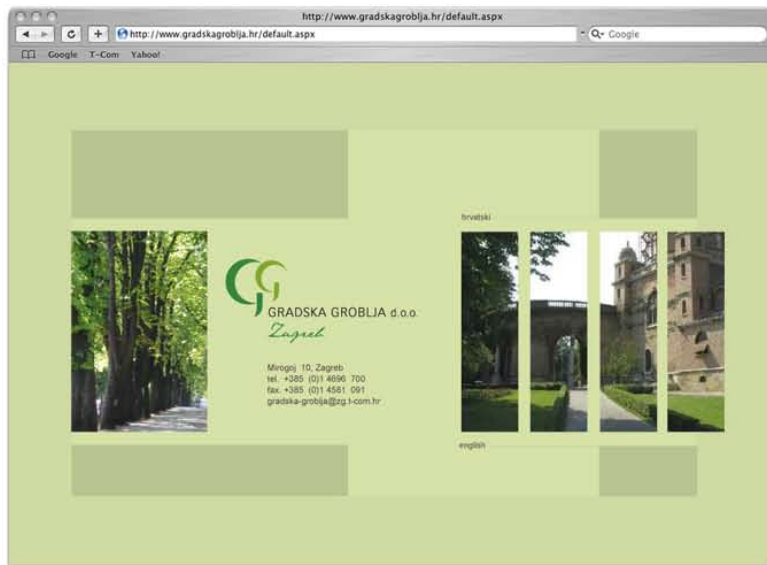 http://www.gradskagroblja.hr/default.aspx
http://www.gradskagroblja.hr/default.aspx
Google
Google T-Com Yahoo!
hrvatski
GRADSKA GROBLJA d.o.o.
Zagreb
Mirogoj 10, Zagreb
tel. +385 (0)1 4696 700
fax. +385 (0)1 4581 091
gradska-groblja@zg.t-com.hr
english